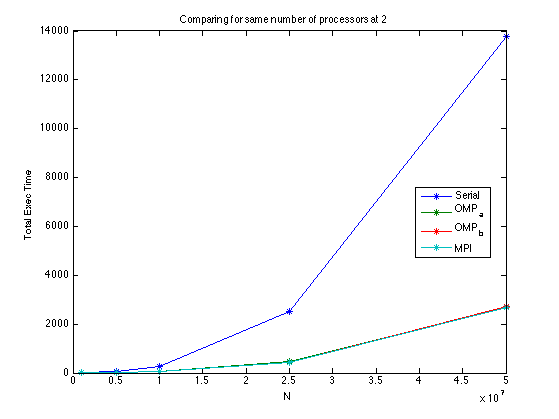 Comparing for same number of processors at 2
14000
12000
10000
8000
6000
4000
2000
0
Total Exec Time
Serial
OMP a
OMP b
MPI
0 0.5 1 1.5 2 2.5 3 3.5 4 4.5 5
N
x 10^7